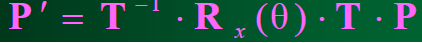 P′ = T⁻¹ · Rₓ(θ) · T · P